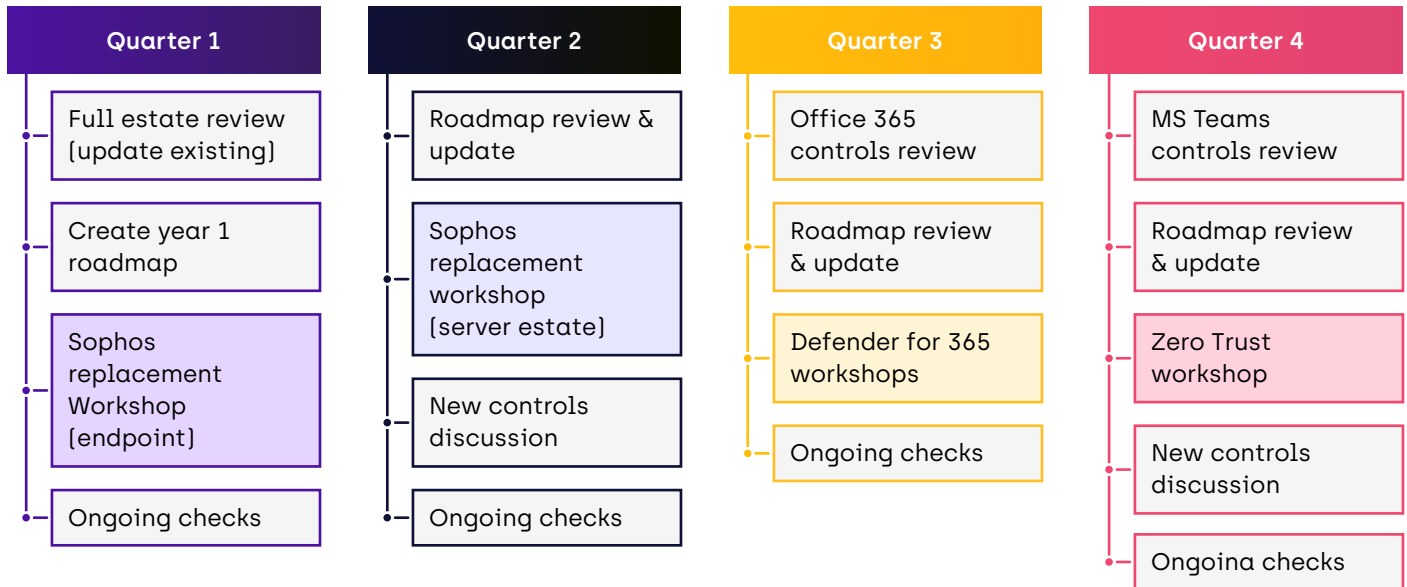 Quarter 1
Full estate review
(update existing)
Create year 1
roadmap
Sophos
replacement
Workshop
(endpoint)
Ongoing checks
Quarter 2
Roadmap review &
update
Sophos
replacement
workshop
(server estate)
New controls
discussion
Ongoing checks
Quarter 3
Office 365
controls review
Roadmap review
& update
Defender for 365
workshops
Ongoing checks
Quarter 4
MS Teams
controls review
Roadmap review
& update
Zero Trust
workshop
New controls
discussion
Ongoing checks